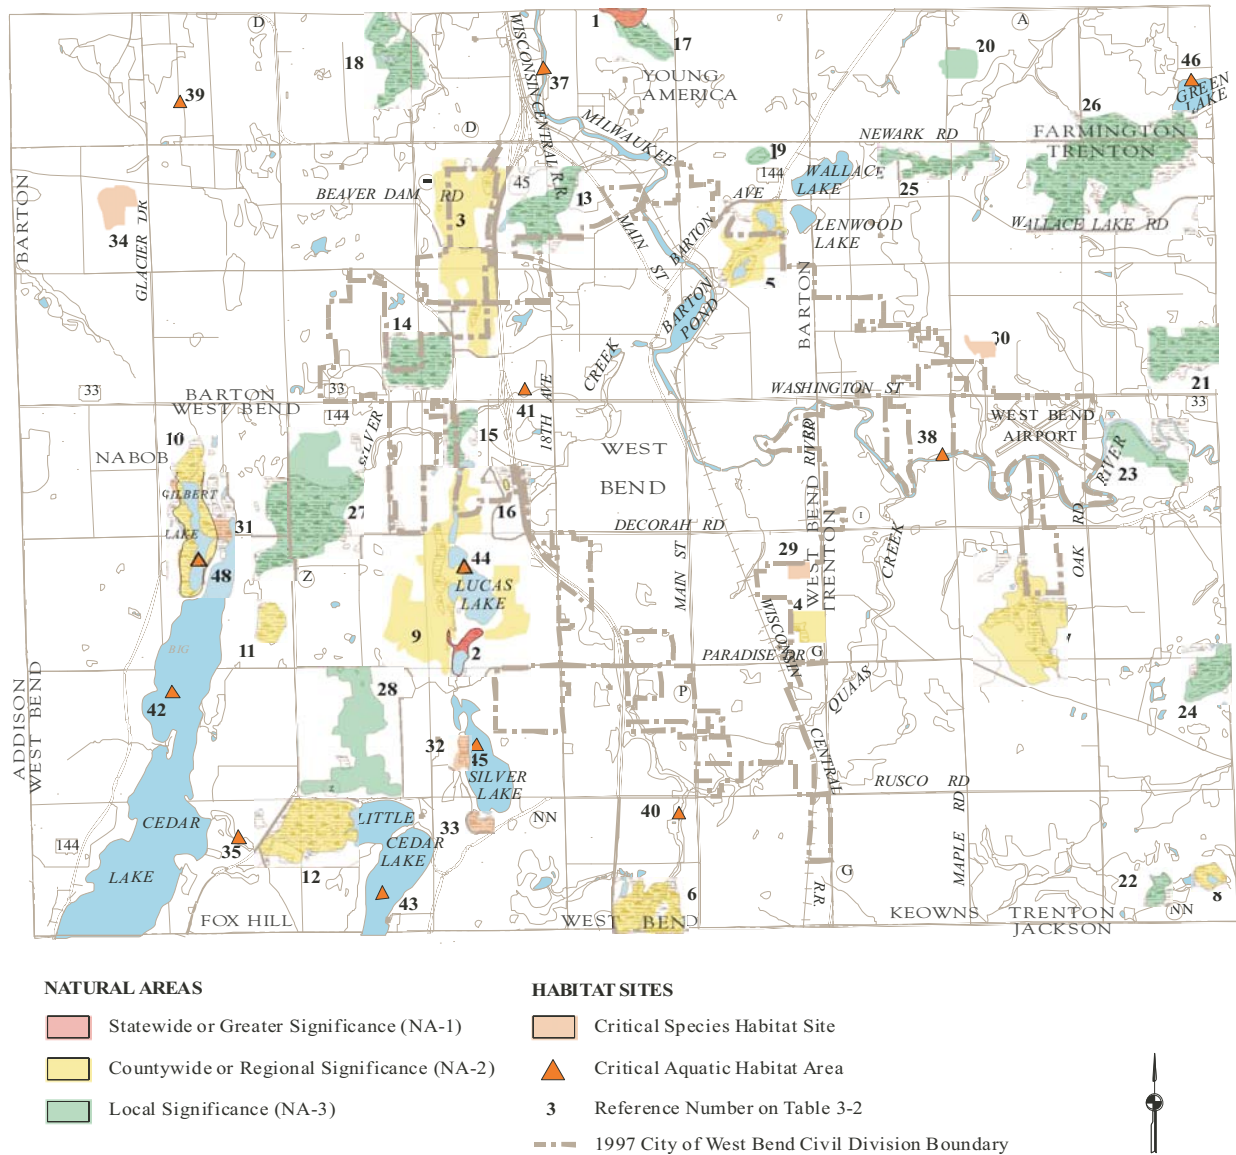 D
1
17
18
A
20
46
GREEN
LAKE
39
WISCONSIN CENTRAL R.R.
37
YOUNG
AMERICA
26
D
MILWAUKEE
NEWARK RD
FARMINGTON
TRENTON
19
144
WALLACE
LAKE
25
BARTON
BEAVER DAM RD
45
13
AVE
3
34
GLACIER DR
MAIN ST
BARTON
LENWOOD
LAKE
WALLACE LAKE RD
5
BARTON
BARTON
POND
14
CREEK
30
33
33
BARTON
WEST BEND
144
SILVER
41
18TH AVE
WASHINGTON ST
21
33
WEST BEND
AIRPORT
10
NABOB
15
WEST
BEND
RIVER
38
RIVER
23
GILBERT
LAKE
31
27
16
DECORAH RD
WEST BEND
TRENTON
I
CREEK
OAK RD
48
Z
44
LUCAS
LAKE
MAIN ST
29
4
9
2
11
BIG
PARADISE DR
G
WISCONSIN
CENTRAL
R.R.
QUAAS
ADDISON
WEST BEND
42
28
P
24
32
45
SILVER
LAKE
RUSCO RD
CEDAR
LAKE
144
35
LITTLE
CEDAR
LAKE
33
NN
40
MAPLE RD
12
43
6
G
22
8
NN
FOX HILL
WEST BEND
KEOWNS
TRENTON
JACKSON
NATURAL AREAS
Statewide or Greater Significance (NA-1)
Countywide or Regional Significance (NA-2)
Local Significance (NA-3)
HABITAT SITES
Critical Species Habitat Site
Critical Aquatic Habitat Area
3 Reference Number on Table 3-2
1997 City of West Bend Civil Division Boundary